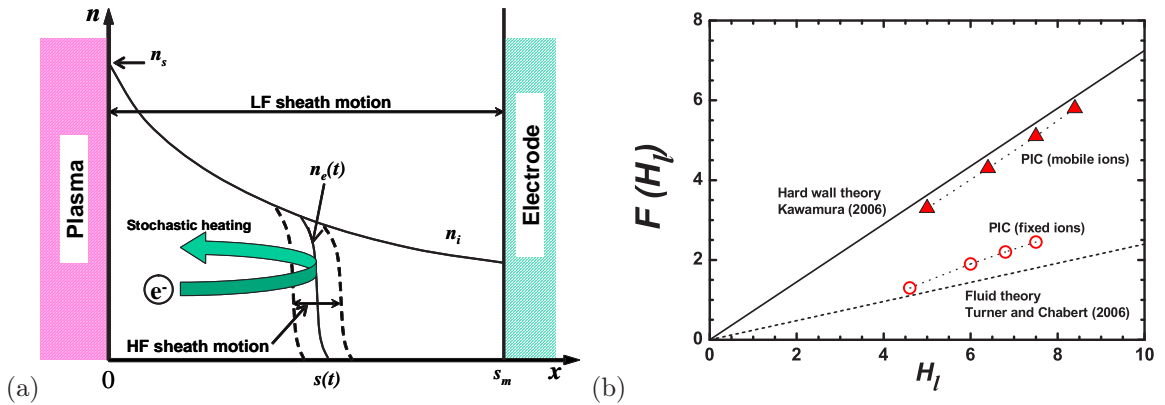 n
n_s
LF sheath motion
Plasma
Electrode
n_e(t)
Stochastic heating
n_i
e-
HF sheath motion
0
s(t)
s_m
x
(a)
F (H_l)
8
6
4
2
0
PIC (mobile ions)
Hard wall theory
Kawamura (2006)
PIC (fixed ions)
Fluid theory
Turner and Chabert (2006)
0 2 4 6 8 10
H_l
(b)